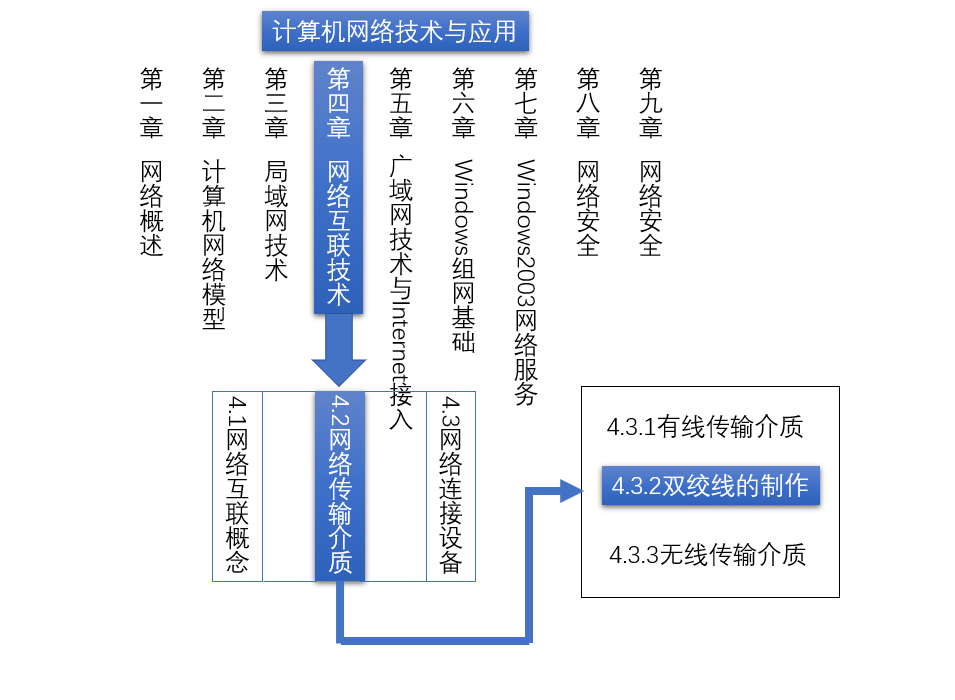 计算机网络技术与应用
第一章 网络概述
第二章 计算机网络模型
第三章 局域网技术
第四章 网络互联技术
第五章 广域网技术与Internet接入
第六章 Windows组网基础
第七章 Windows2003网络服务
第八章 网络安全
第九章 网络安全
4.1网络互联概念
4.2网络传输介质
4.3网络连接设备
4.3.1有线传输介质
4.3.2双绞线的制作
4.3.3无线传输介质